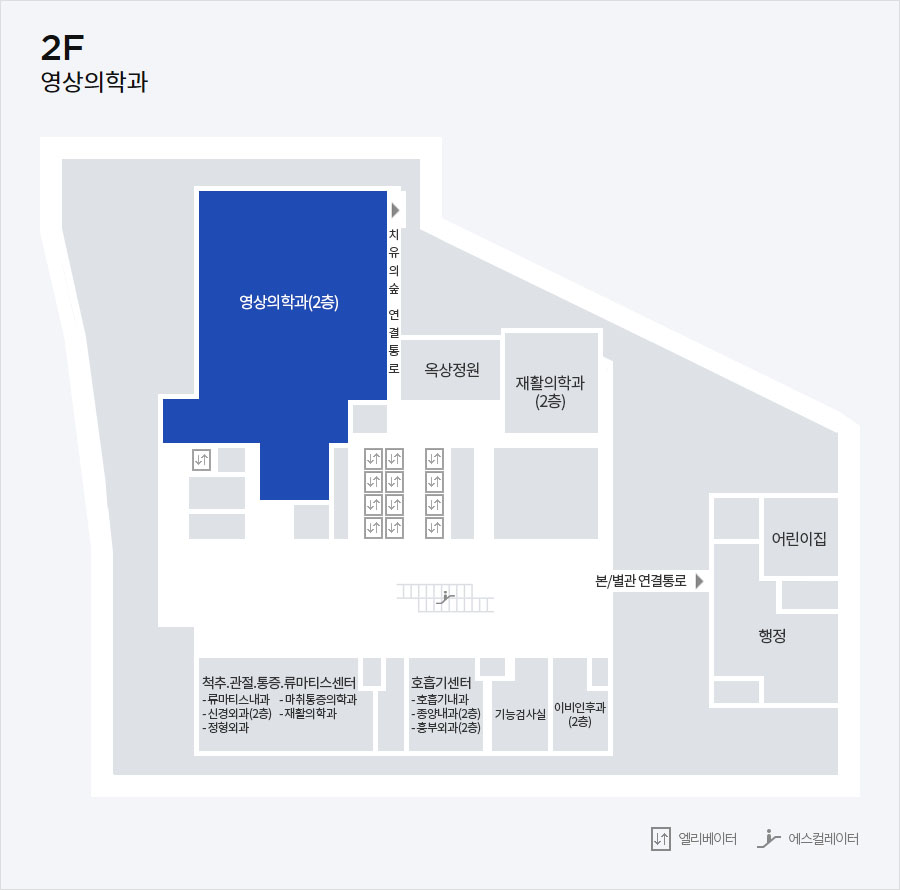 2F
영상의학과
영상의학과(2층)
치유의숲 연결통로
옥상정원
재활의학과
(2층)
어린이집
본/별관 연결통로
행정
척추.관절.통증.류마티스센터
- 류마티스내과 - 마취통증의학과
- 신경외과(2층) - 재활의학과
- 정형외과
호흡기센터
- 호흡기내과
- 종양내과(2층)
- 흉부외과(2층)
기능검사실
이비인후과
(2층)
엘리베이터
에스컬레이터